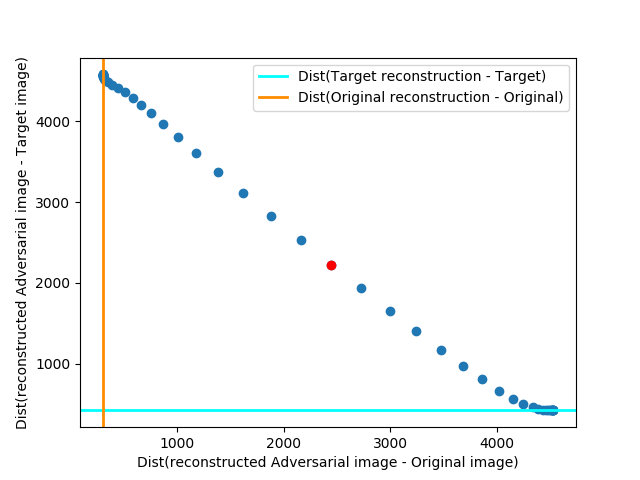 Dist(Target reconstruction - Target)
Dist(Original reconstruction - Original)
Dist(reconstructed Adversarial image - Target image)
4000
3000
2000
1000
1000 2000 3000 4000
Dist(reconstructed Adversarial image - Original image)